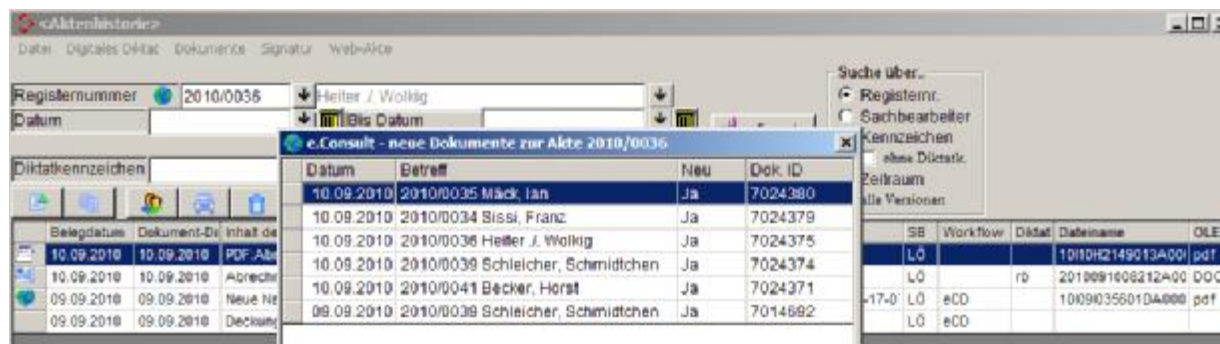 <Aktenhistorie>
Datei Digitales Diktat Dokumente Signatur Web-Akte
Suche über..
Registernummer 2010/0036 Heiter ./. Wolkig
Registernr.
Datum Bis Datum
Sachbearbeiter
Kennzeichen
e.Consult - neue Dokumente zur Akte 2010/0036
ohne Diktatk.
Diktatkennzeichen
Zeitraum
alle Versionen
Datum Betreff Neu Dok. ID
10.09.2010 2010/0035 Mäck, Ian Ja 7024380
10.09.2010 2010/0034 Sissi, Franz Ja 7024379
10.09.2010 2010/0036 Heiter ./. Wolkig Ja 7024375
10.09.2010 2010/0039 Schleicher, Schmidtchen Ja 7024374
10.09.2010 2010/0041 Becker, Horst Ja 7024371
09.09.2010 2010/0039 Schleicher, Schmidtchen Ja 7014692
Belegdatum Dokument-Da Inhalt de SB Workflow Diktat Dateiname OLE
10.09.2010 10.09.2010 PDF: LÖ pdf
10.09.2010 10.09.2010 Abrechn LÖ rb DOC
09.09.2010 09.09.2010 Neue Na LÖ eCD pdf
09.09.2010 09.09.2010 Deckung LÖ eCD